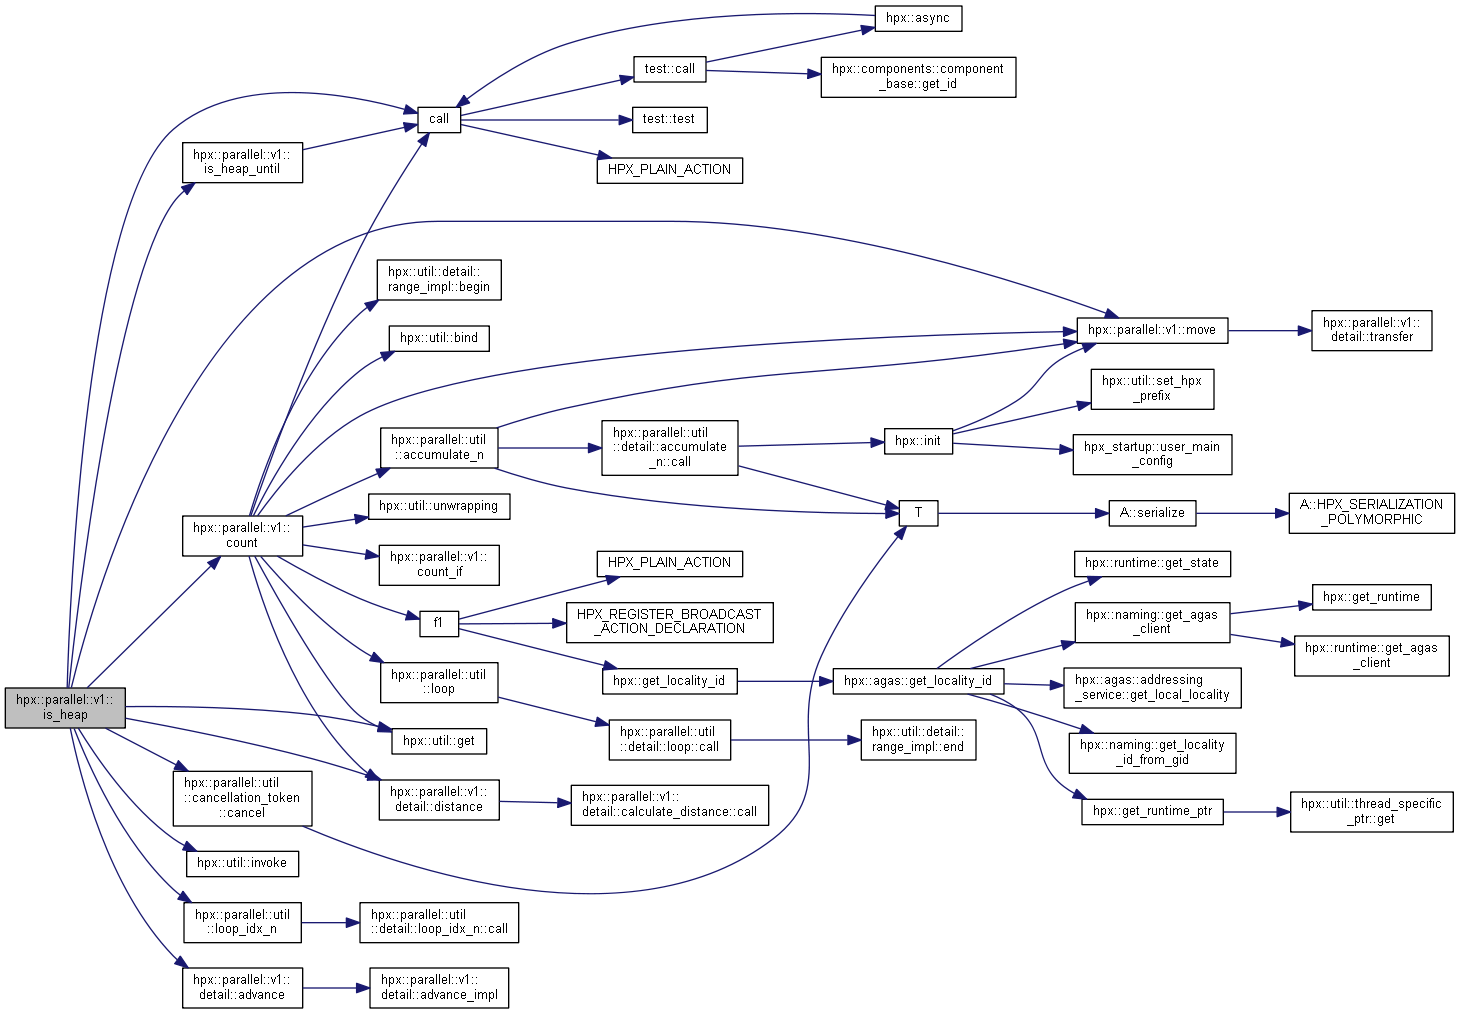 hpx::async
test::call
hpx::components::component
_base::get_id
call
test::test
hpx::parallel::v1::
is_heap_until
HPX_PLAIN_ACTION
hpx::util::detail::
range_impl::begin
hpx::util::bind
hpx::parallel::v1::move
hpx::parallel::v1::
detail::transfer
hpx::util::set_hpx
_prefix
hpx::parallel::util
::accumulate_n
hpx::parallel::util
::detail::accumulate
_n::call
hpx::init
hpx_startup::user_main
_config
hpx::util::unwrapping
hpx::parallel::v1::
count
T
A::serialize
A::HPX_SERIALIZATION
_POLYMORPHIC
hpx::parallel::v1::
count_if
HPX_PLAIN_ACTION
hpx::runtime::get_state
f1
HPX_REGISTER_BROADCAST
_ACTION_DECLARATION
hpx::naming::get_agas
_client
hpx::get_runtime
hpx::runtime::get_agas
_client
hpx::parallel::util
::loop
hpx::get_locality_id
hpx::agas::get_locality_id
hpx::agas::addressing
_service::get_local_locality
hpx::parallel::v1::
is_heap
hpx::util::get
hpx::parallel::util
::detail::loop::call
hpx::util::detail::
range_impl::end
hpx::naming::get_locality
_id_from_gid
hpx::parallel::util
::cancellation_token
::cancel
hpx::parallel::v1::
detail::distance
hpx::parallel::v1::
detail::calculate_distance::call
hpx::get_runtime_ptr
hpx::util::thread_specific
_ptr::get
hpx::util::invoke
hpx::parallel::util
::loop_idx_n
hpx::parallel::util
::detail::loop_idx_n::call
hpx::parallel::v1::
detail::advance
hpx::parallel::v1::
detail::advance_impl